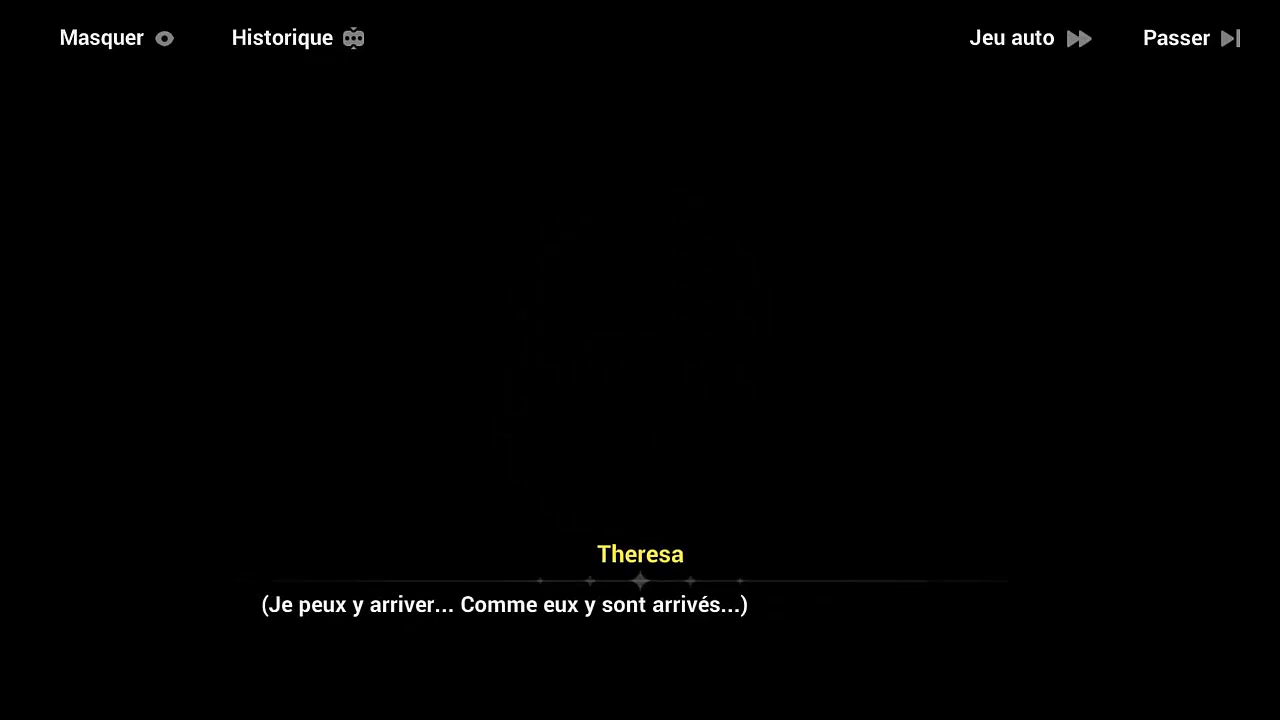 Masquer
Historique
Jeu auto
Passer
Theresa
(Je peux y arriver... Comme eux y sont arrivés...)